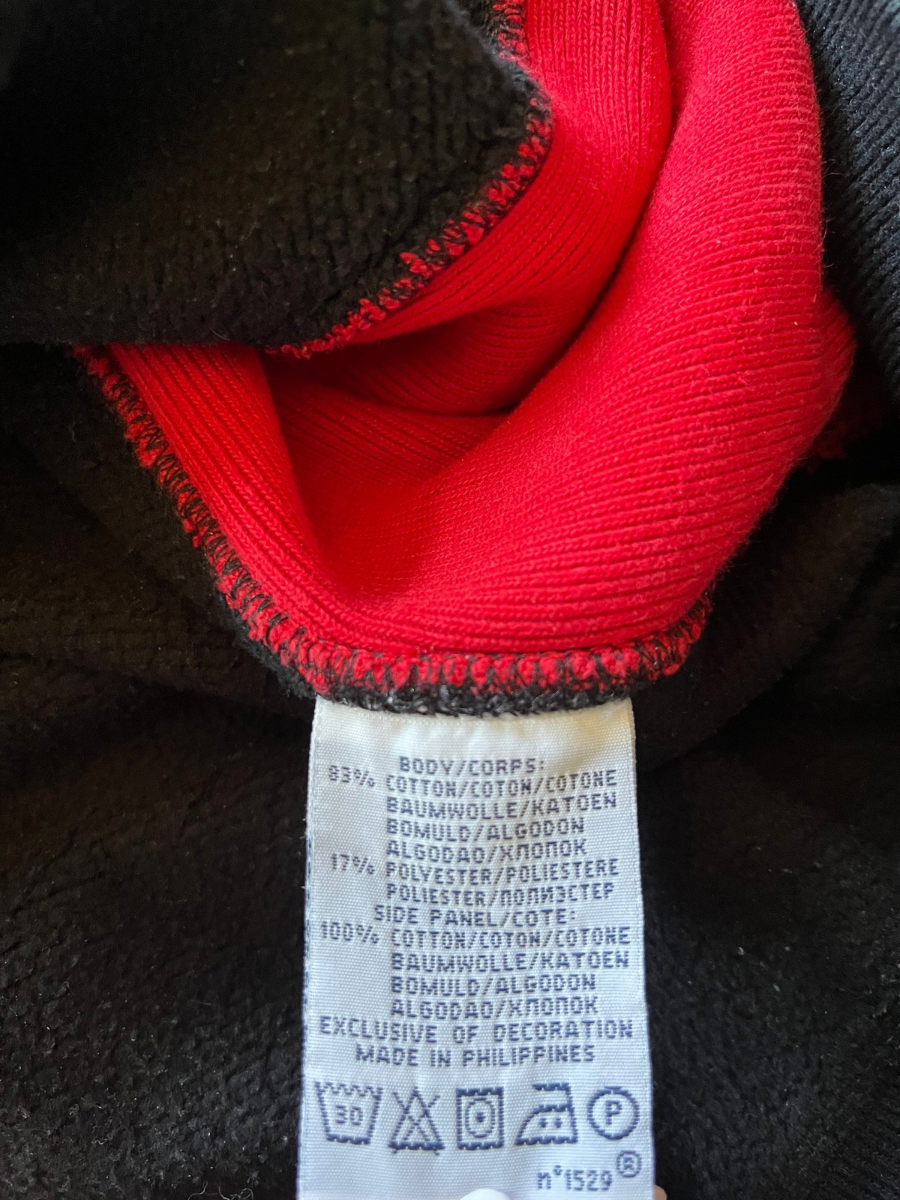 BODY/CORPS:
83% COTTON/COTON/COTONE
BAUMWOLLE/KATOEN
BOMULD/ALGODON
ALGODAO/ХЛОПОК
17% POLYESTER/POLIESTERE
POLIESTER/ПОЛИЭСТЕР
SIDE PANEL/COTE:
100% COTTON/COTON/COTONE
BAUMWOLLE/KATOEN
BOMULD/ALGODON
ALGODAO/ХЛОПОК
EXCLUSIVE OF DECORATION
MADE IN PHILIPPINES
30 P
n°1529®